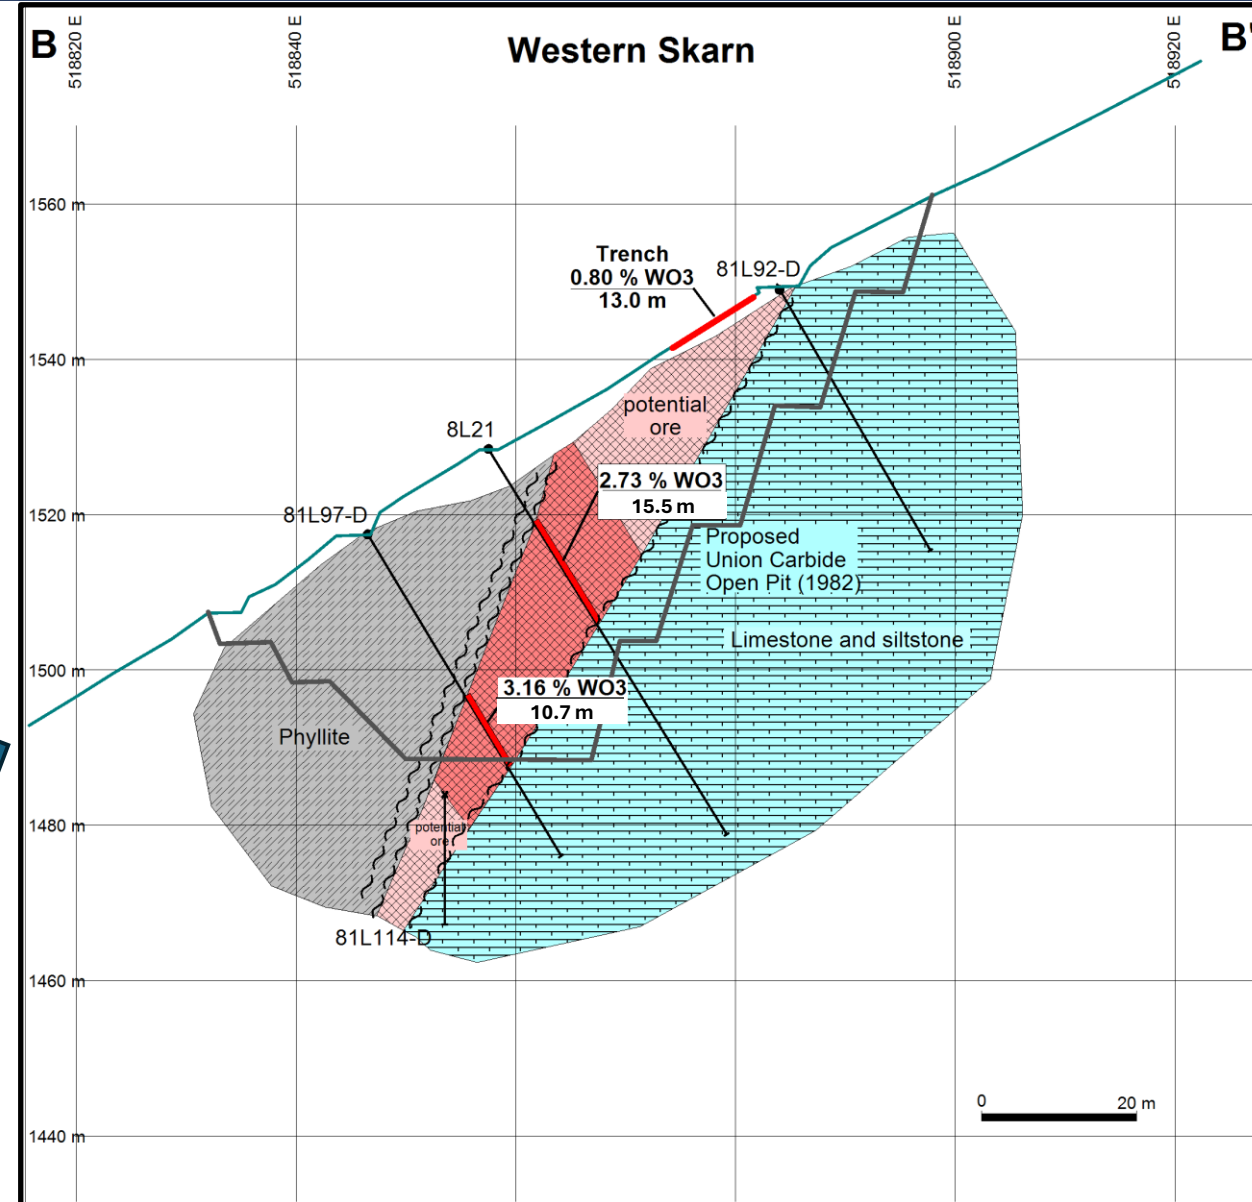 B
518820 E
518840 E
Western Skarn
518900 E
518920 E
B'
1560 m
Trench
0.80 % WO3
13.0 m
81L92-D
1540 m
potential
ore
8L21
2.73 % WO3
15.5 m
81L97-D
1520 m
Proposed
Union Carbide
Open Pit (1982)
Limestone and siltstone
1500 m
3.16 % WO3
10.7 m
Phyllite
1480 m
potential
ore
81L114-D
1460 m
0
20 m
1440 m